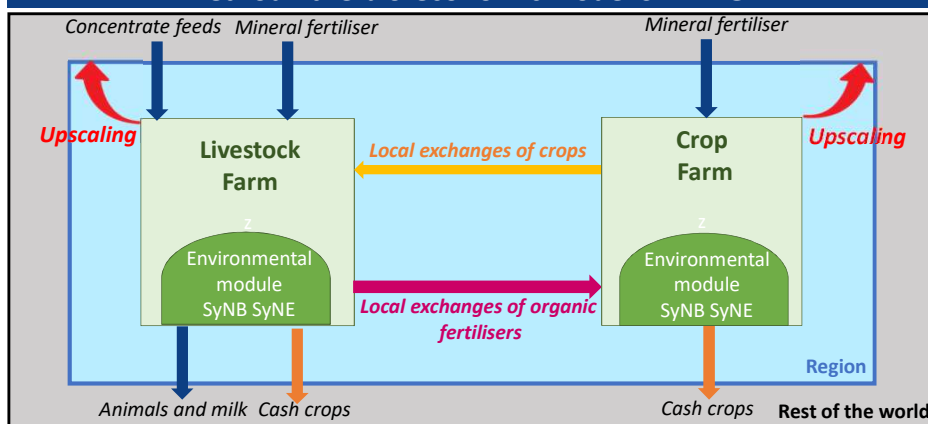 Concentrate feeds
Mineral fertiliser
Mineral fertiliser
Upscaling
Upscaling
Livestock
Farm
Local exchanges of crops
Crop
Farm
z
Environmental
module
SyNB SyNE
z
Environmental
module
SyNB SyNE
Local exchanges of organic
fertilisers
Region
Animals and milk
Cash crops
Cash crops
Rest of the world